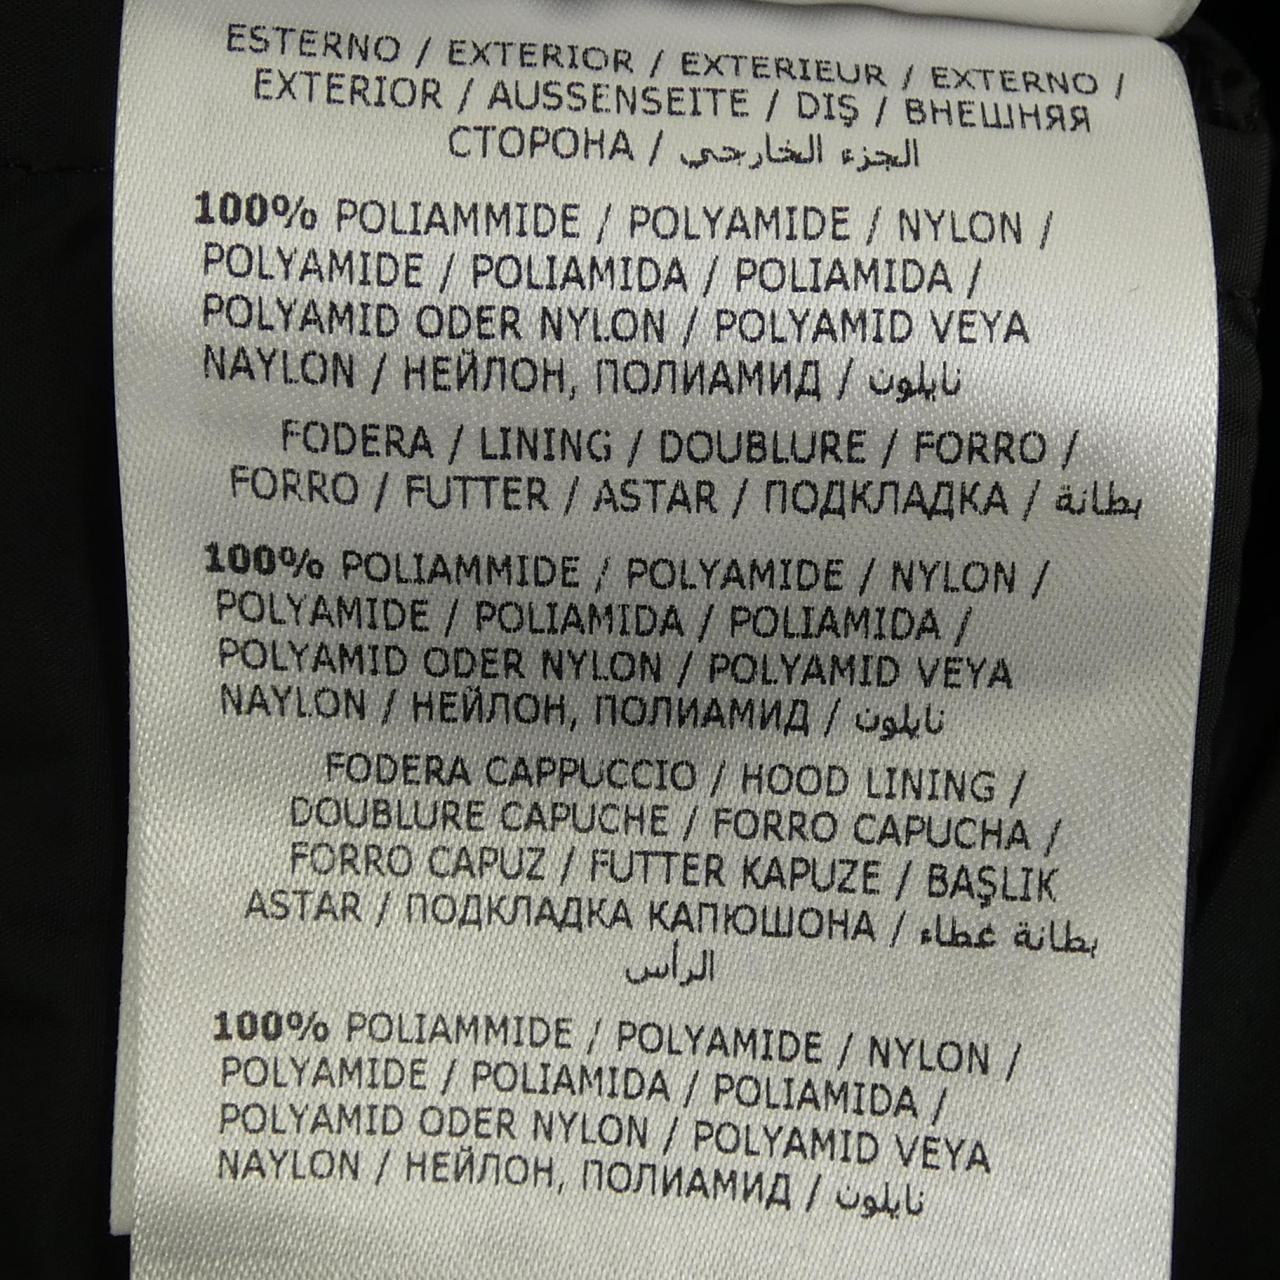 ESTERNO / EXTERIOR / EXTERIEUR / EXTERNO /
EXTERIOR / AUSSENSEITE / DIŞ / ВНЕШНЯЯ
СТОРОНА / الجزء الخارجي
100% POLIAMMIDE / POLYAMIDE / NYLON /
POLYAMIDE / POLIAMIDA / POLIAMIDA /
POLYAMID ODER NYLON / POLYAMID VEYA
NAYLON / НЕЙЛОН, ПОЛИАМИД / نايلون
FODERA / LINING / DOUBLURE / FORRO /
FORRO / FUTTER / ASTAR / ПОДКЛАДКА / بطانة
100% POLIAMMIDE / POLYAMIDE / NYLON /
POLYAMIDE / POLIAMIDA / POLIAMIDA /
POLYAMID ODER NYLON / POLYAMID VEYA
NAYLON / НЕЙЛОН, ПОЛИАМИД / نايلون
FODERA CAPPUCCIO / HOOD LINING /
DOUBLURE CAPUCHE / FORRO CAPUCHA /
FORRO CAPUZ / FUTTER KAPUZE / BAŞLIK
ASTAR / ПОДКЛАДКА КАПЮШОНА / بطانة غطاء
الرأس
100% POLIAMMIDE / POLYAMIDE / NYLON /
POLYAMIDE / POLIAMIDA / POLIAMIDA /
POLYAMID ODER NYLON / POLYAMID VEYA
NAYLON / НЕЙЛОН, ПОЛИАМИД / نايلون